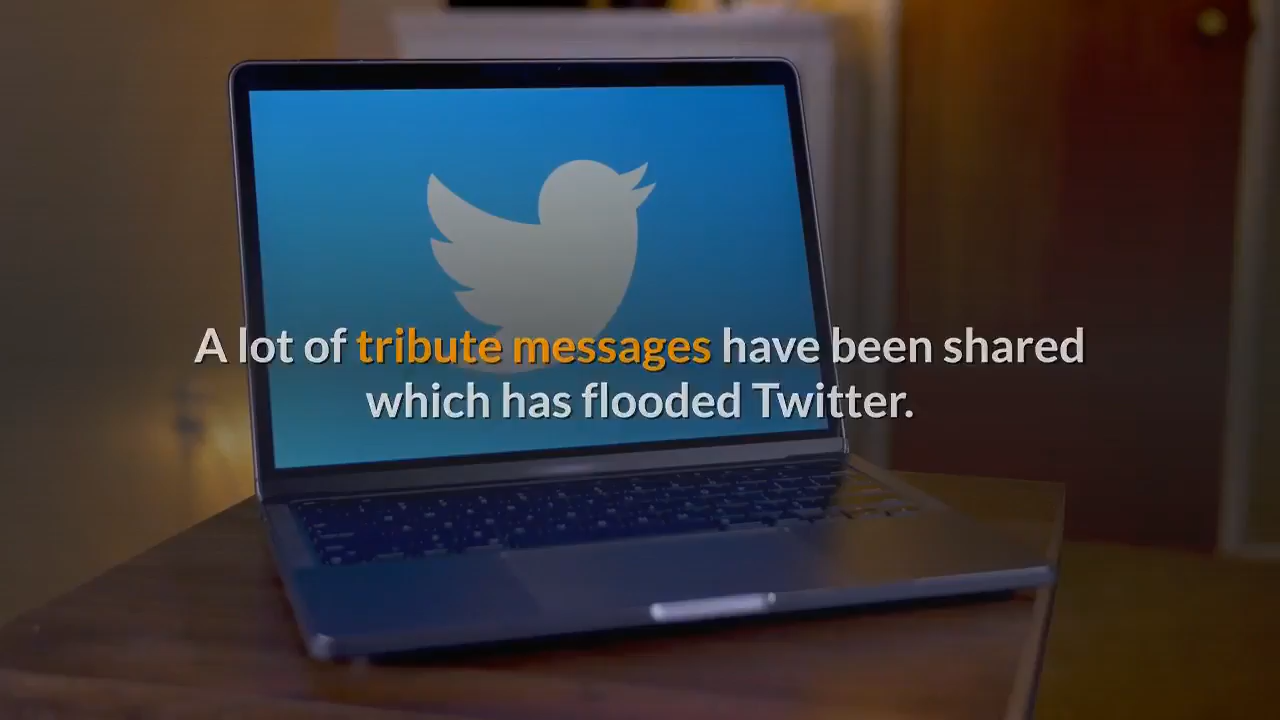 A lot of tribute messages have been shared
which has flooded Twitter.